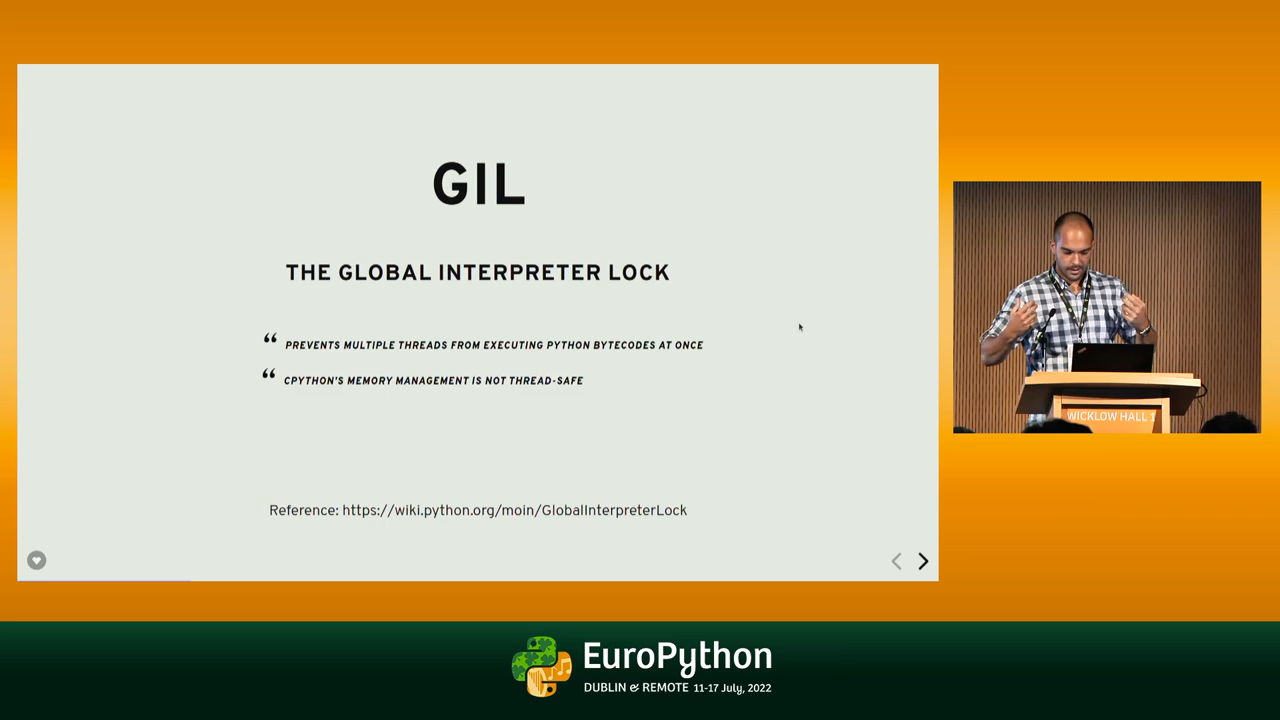 GIL
THE GLOBAL INTERPRETER LOCK
“ PREVENTS MULTIPLE THREADS FROM EXECUTING PYTHON BYTECODES AT ONCE
“ CPYTHON'S MEMORY MANAGEMENT IS NOT THREAD-SAFE
Reference: https://wiki.python.org/moin/GlobalInterpreterLock
WICKLOW HALL 1
EuroPython
DUBLIN & REMOTE 11-17 July, 2022